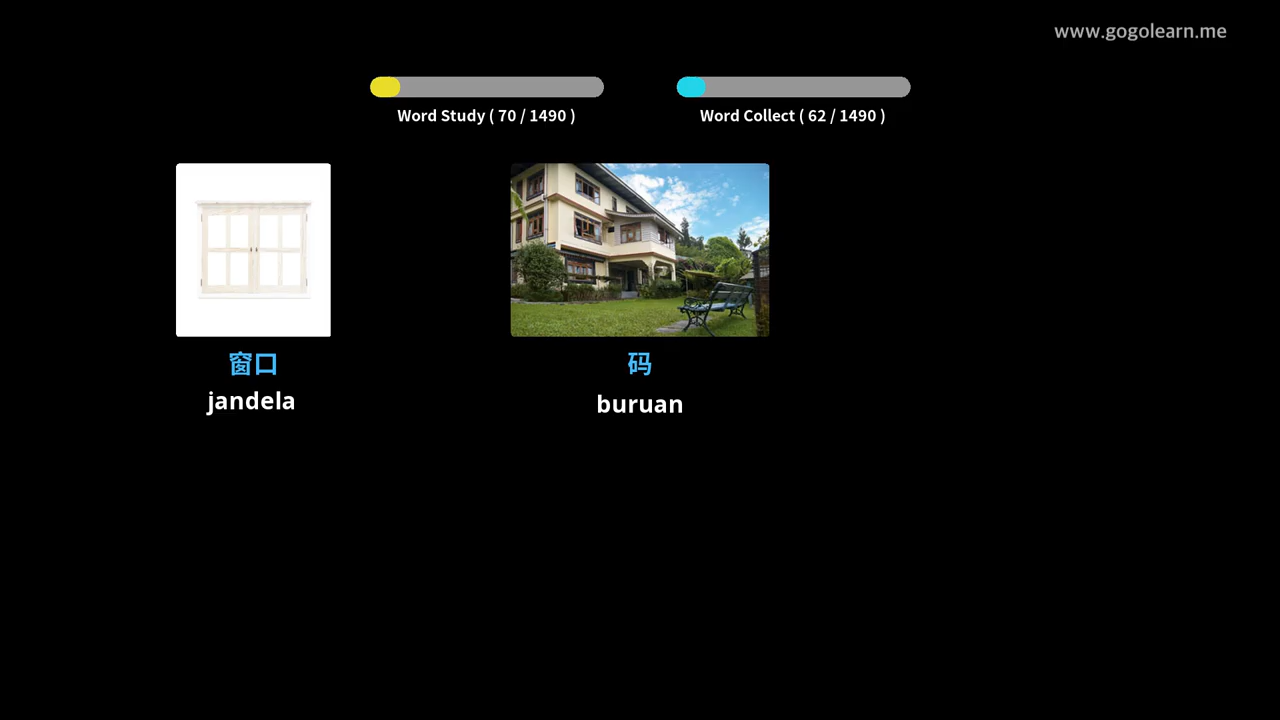 www.gogolearn.me
Word Study ( 70 / 1490 )
Word Collect ( 62 / 1490 )
窗口
jandela
码
buruan